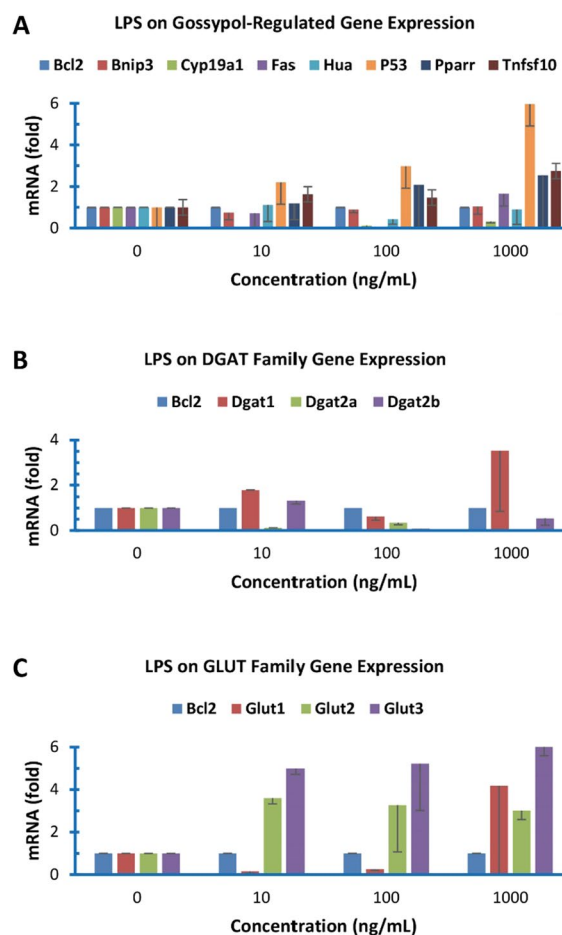 A
LPS on Gossypol-Regulated Gene Expression
Bcl2 Bnip3 Cyp19a1 Fas Hua P53 Pparr Tnfsf10
mRNA (fold)
6
4
2
0
0 10 100 1000
Concentration (ng/mL)
B
LPS on DGAT Family Gene Expression
Bcl2 Dgat1 Dgat2a Dgat2b
mRNA (fold)
4
2
0
0 10 100 1000
Concentration (ng/mL)
C
LPS on GLUT Family Gene Expression
Bcl2 Glut1 Glut2 Glut3
mRNA (fold)
6
4
2
0
0 10 100 1000
Concentration (ng/mL)